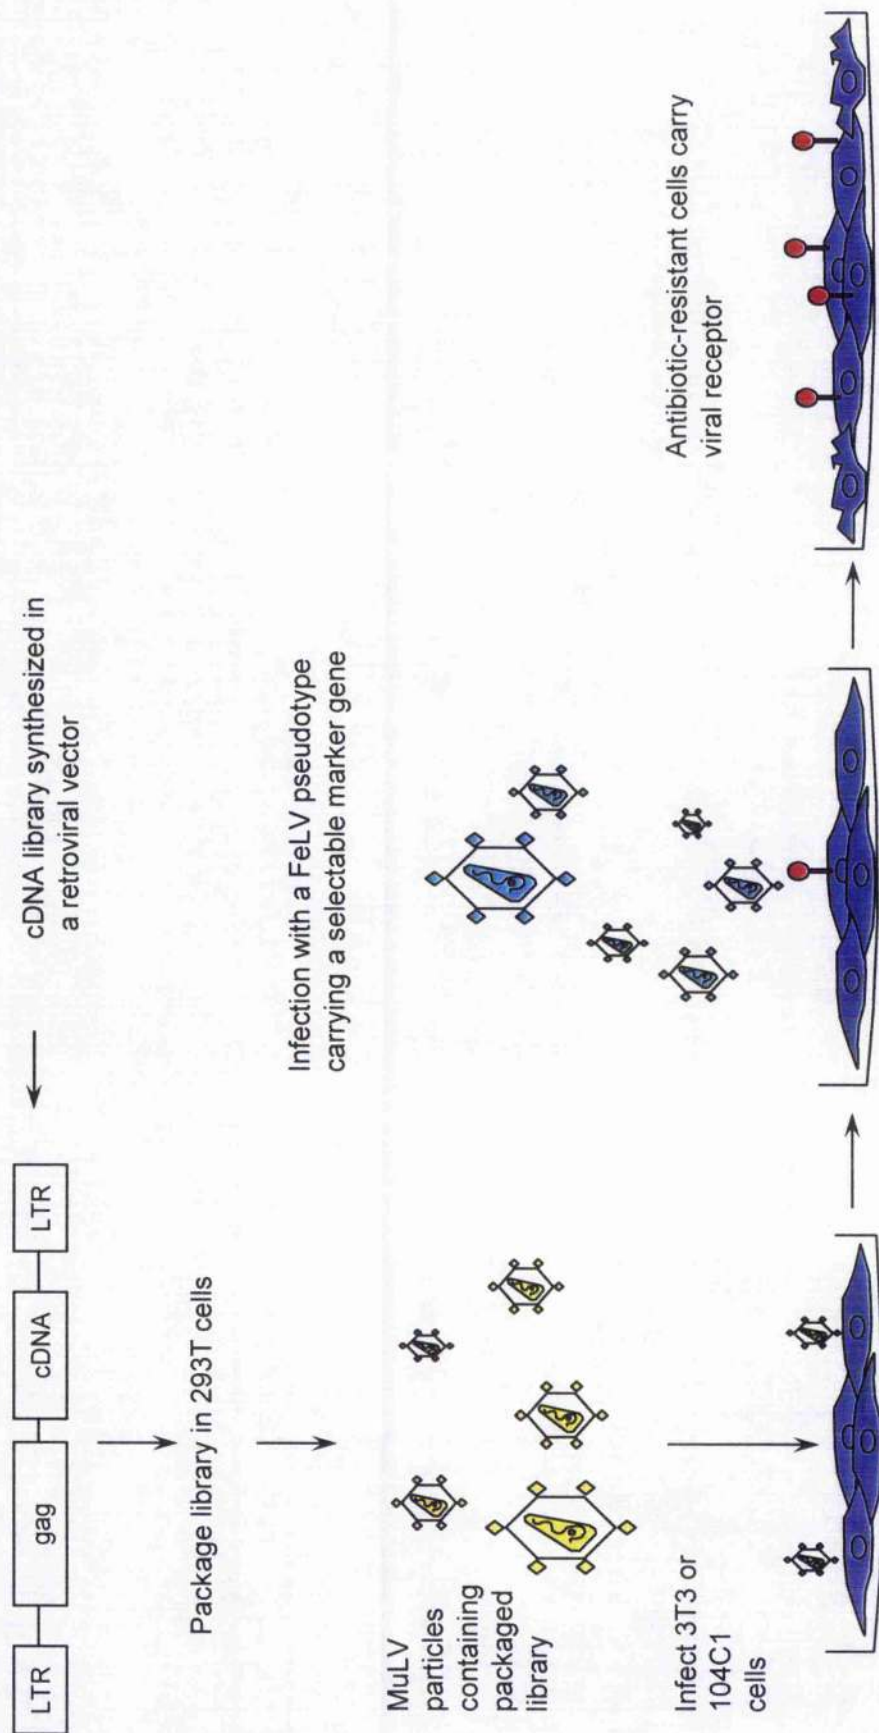 LTR
gag
cDNA
LTR
cDNA library synthesized in
a retroviral vector
Package library in 293T cells
MuLV
particles
containing
packaged
library
Infect 3T3 or
104C1
cells
Infection with a FeLV pseudotype
carrying a selectable marker gene
Antibiotic-resistant cells carry
viral receptor